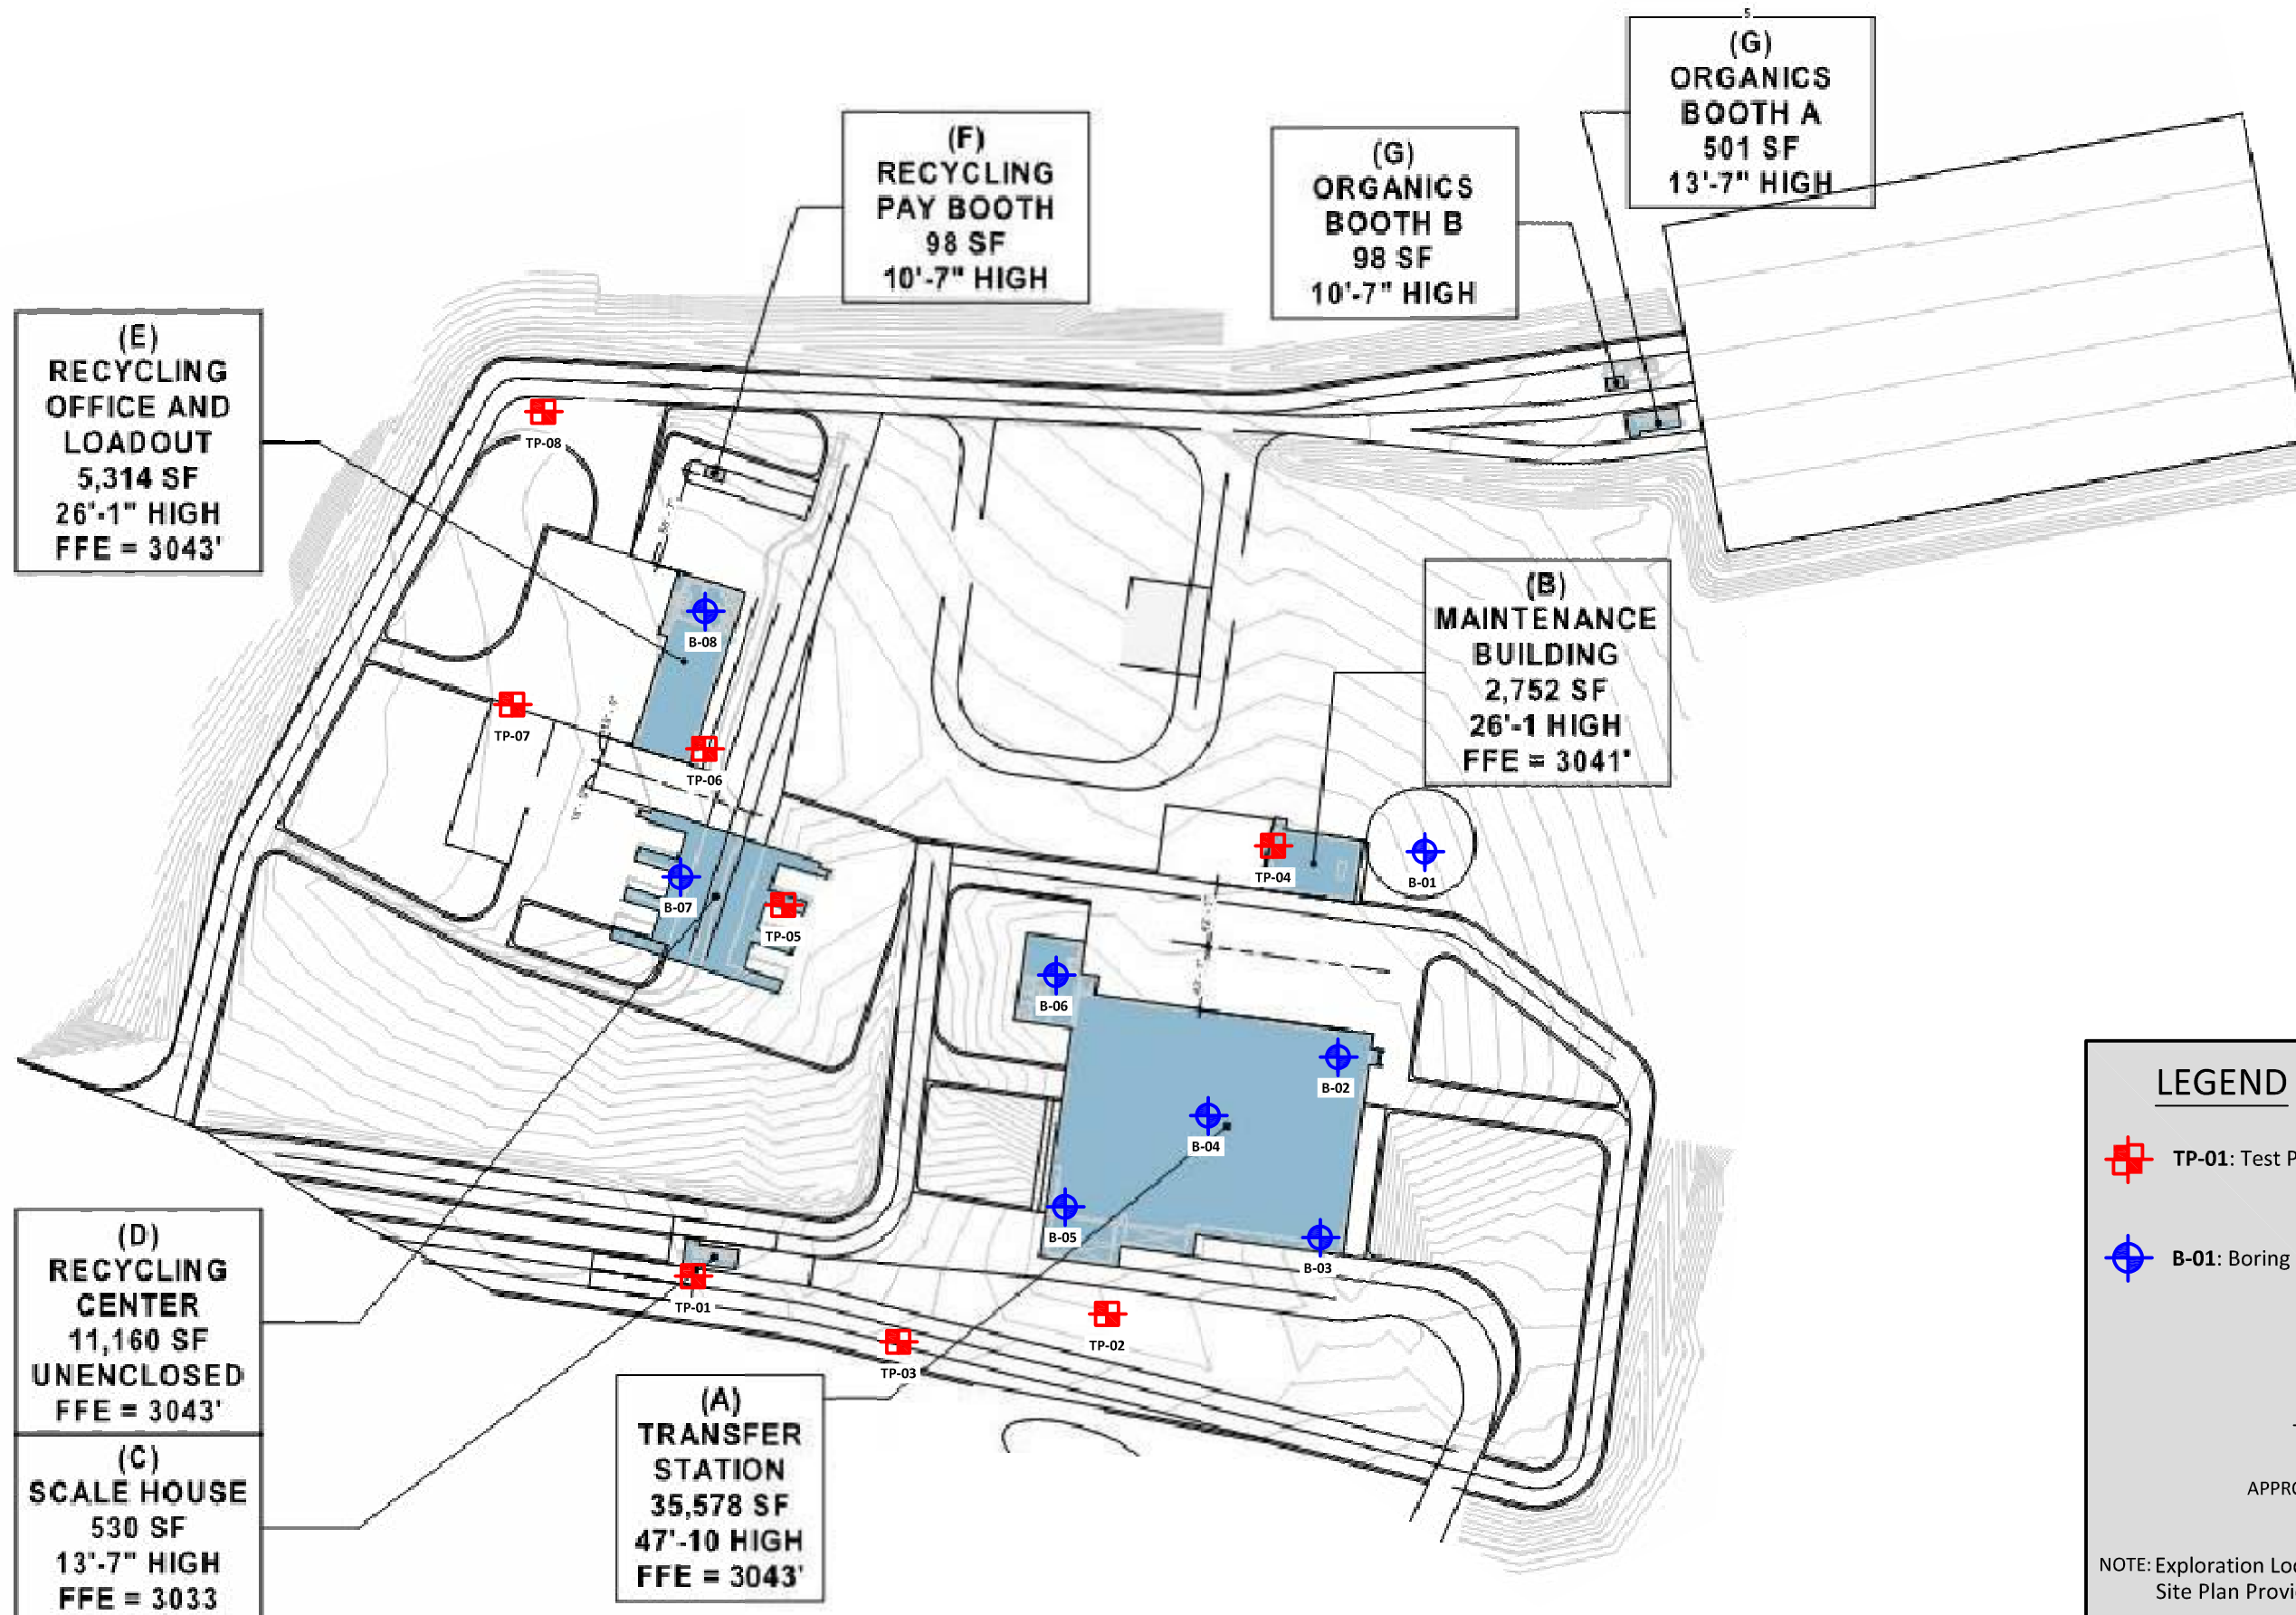 5
(G)
ORGANICS
BOOTH A
501 SF
13'-7" HIGH
(F)
RECYCLING
PAY BOOTH
98 SF
10'-7" HIGH
(G)
ORGANICS
BOOTH B
98 SF
10'-7" HIGH
(E)
RECYCLING
OFFICE AND
LOADOUT
5,314 SF
26'-1" HIGH
FFE = 3043'
TP-08
B-08
(B)
MAINTENANCE
BUILDING
2,752 SF
26'-1 HIGH
FFE = 3041'
TP-07
TP-06
TP-04
B-01
B-07
TP-05
B-06
B-02
B-04
B-05
B-03
TP-01
TP-02
TP-03
(D)
RECYCLING
CENTER
11,160 SF
UNENCLOSED
FFE = 3043'
(C)
SCALE HOUSE
530 SF
13'-7" HIGH
FFE = 3033
(A)
TRANSFER
STATION
35,578 SF
47'-10 HIGH
FFE = 3043'
LEGEND
TP-01: Test P
B-01: Boring
APPRO
NOTE: Exploration Loc
Site Plan Provi